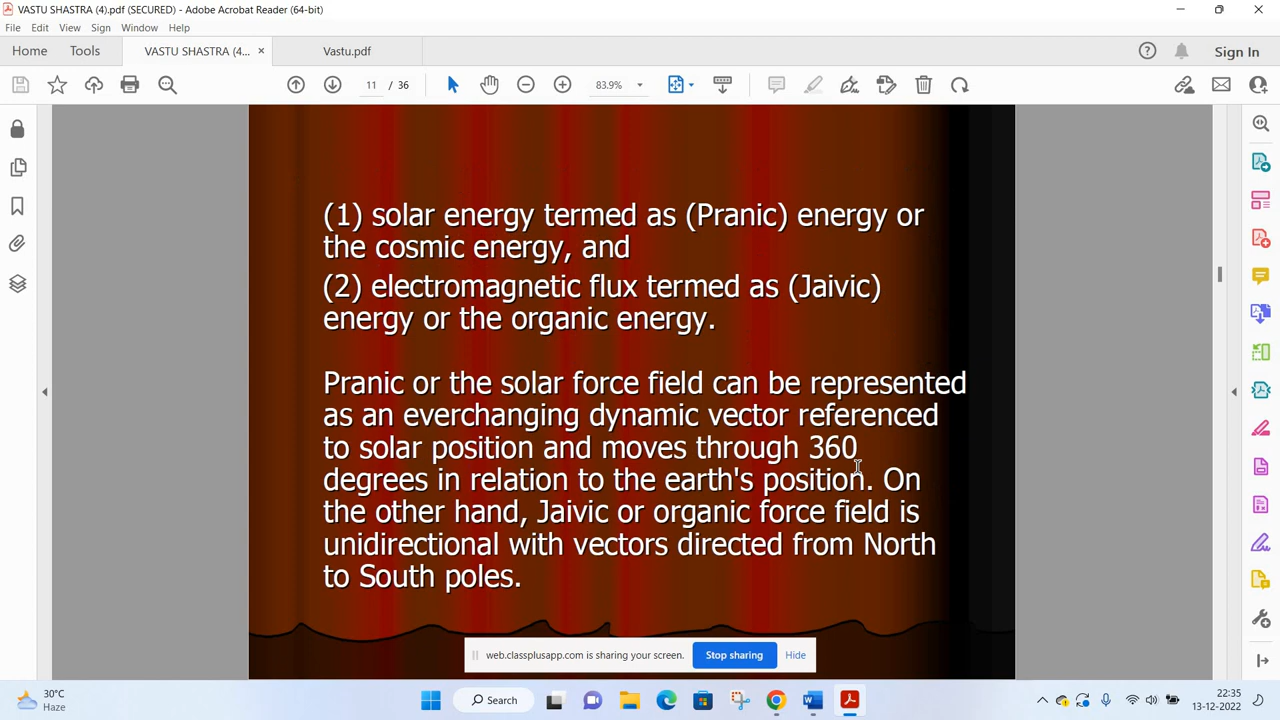 VASTU SHASTRA (4).pdf (SECURED) - Adobe Acrobat Reader (64-bit)
File Edit View Sign Window Help
Home Tools VASTU SHASTRA (4... × Vastu.pdf Sign In
11 / 36 83.9%
(1) solar energy termed as (Pranic) energy or
the cosmic energy, and
(2) electromagnetic flux termed as (Jaivic)
energy or the organic energy.
Pranic or the solar force field can be represented
as an everchanging dynamic vector referenced
to solar position and moves through 360
degrees in relation to the earth's position. On
the other hand, Jaivic or organic force field is
unidirectional with vectors directed from North
to South poles.
web.classplusapp.com is sharing your screen. Stop sharing Hide
30°C
Haze
Search
22:35
13-12-2022